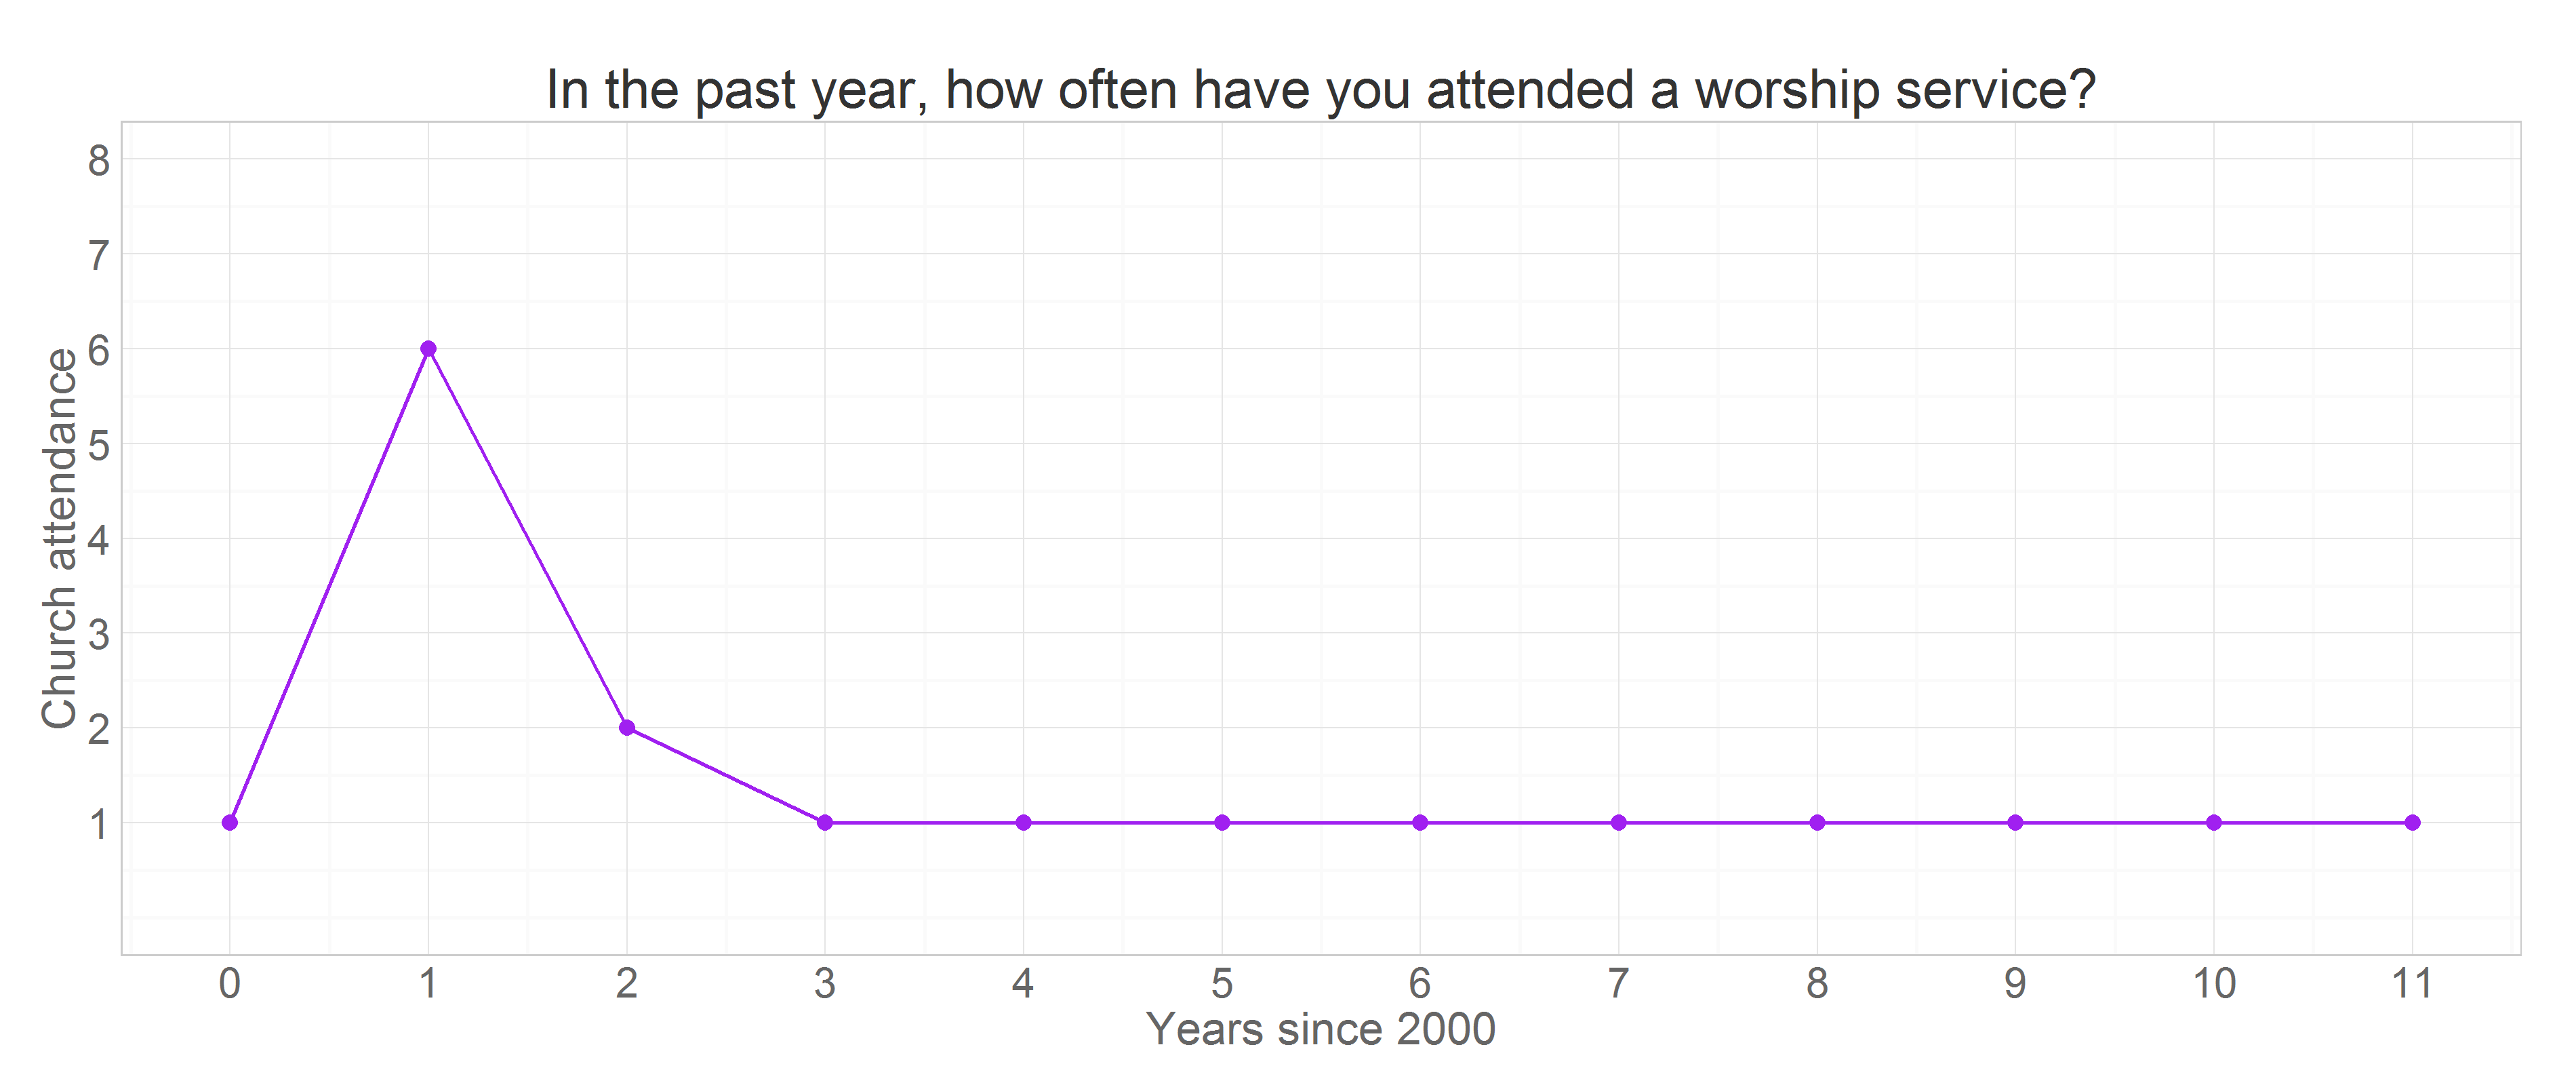 In the past year, how often have you attended a worship service?
Church attendance
8
7
6
5
4
3
2
1
0 1 2 3 4 5 6 7 8 9 10 11
Years since 2000